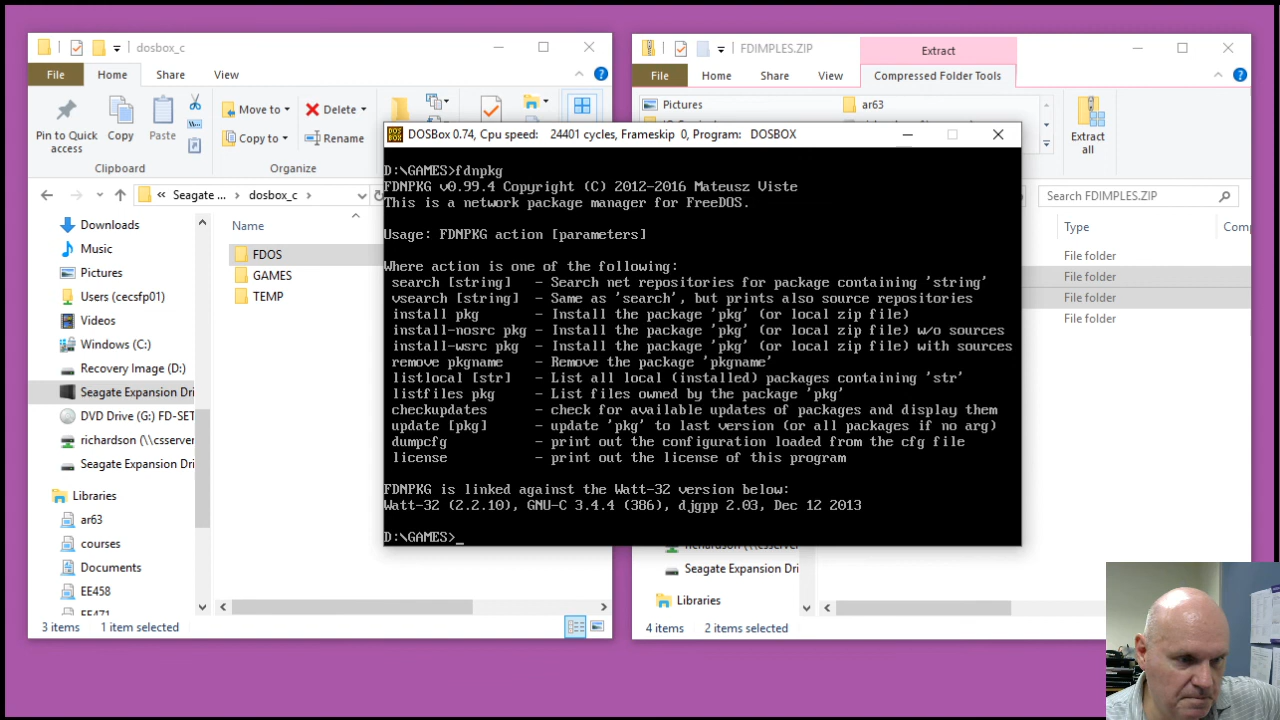 dosbox_c
File Home Share View
Pin to Quick access
Copy
Paste
Clipboard
Move to
Copy to
Delete
Rename
Organize
« Seagate ... > dosbox_c >
Downloads
Music
Pictures
Users (cecsfp01)
Videos
Windows (C:)
Recovery Image (D:)
Seagate Expansion Dri
DVD Drive (G:) FD-SET
richardson (\\csserver
Seagate Expansion Dri
Libraries
ar63
courses
Documents
EE458
EE471
Name
FDOS
GAMES
TEMP
3 items 1 item selected
FDIMPLES.ZIP
Extract
File Home Share View Compressed Folder Tools
Pictures
ar63
Extract all
Search FDIMPLES.ZIP
Type Comp
File folder
File folder
File folder
File folder
richardson (\\csserver
Seagate Expansion Dri
Libraries
4 items 2 items selected
DOS BOX
DOSBox 0.74, Cpu speed: 24401 cycles, Frameskip 0, Program: DOSBOX
D:\GAMES>fdnpkg
FDNPKG v0.99.4 Copyright (C) 2012-2016 Mateusz Viste
This is a network package manager for FreeDOS.
Usage: FDNPKG action [parameters]
Where action is one of the following:
search [string] - Search net repositories for package containing 'string'
vsearch [string] - Same as 'search', but prints also source repositories
install pkg - Install the package 'pkg' (or local zip file)
install-nosrc pkg - Install the package 'pkg' (or local zip file) w/o sources
install-wsrc pkg - Install the package 'pkg' (or local zip file) with sources
remove pkgname - Remove the package 'pkgname'
listlocal [str] - List all local (installed) packages containing 'str'
listfiles pkg - List files owned by the package 'pkg'
checkupdates - check for available updates of packages and display them
update [pkg] - update 'pkg' to last version (or all packages if no arg)
dumpcfg - print out the configuration loaded from the cfg file
license - print out the license of this program
FDNPKG is linked against the Watt-32 version below:
Watt-32 (2.2.10), GNU-C 3.4.4 (386), djgpp 2.03, Dec 12 2013
D:\GAMES>_